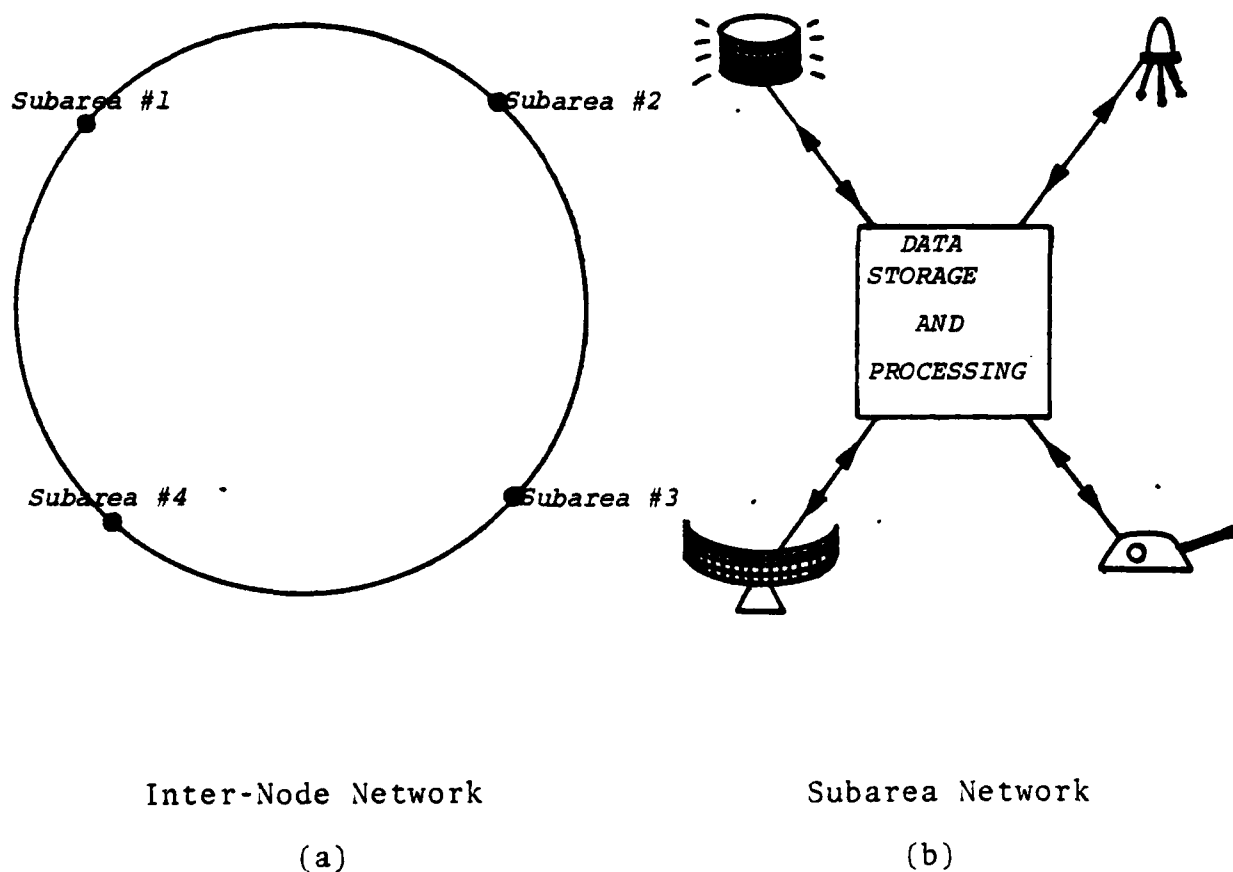 Subarea #1
Subarea #2
Subarea #4
Subarea #3
DATA
STORAGE
AND
PROCESSING
Inter-Node Network
(a)
Subarea Network
(b)